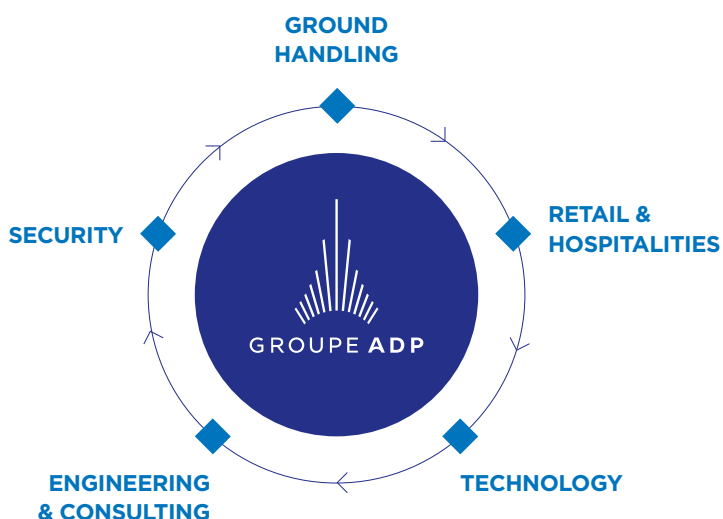 GROUND
HANDLING
SECURITY
RETAIL &
HOSPITALITIES
GROUPE ADP
ENGINEERING
& CONSULTING
TECHNOLOGY